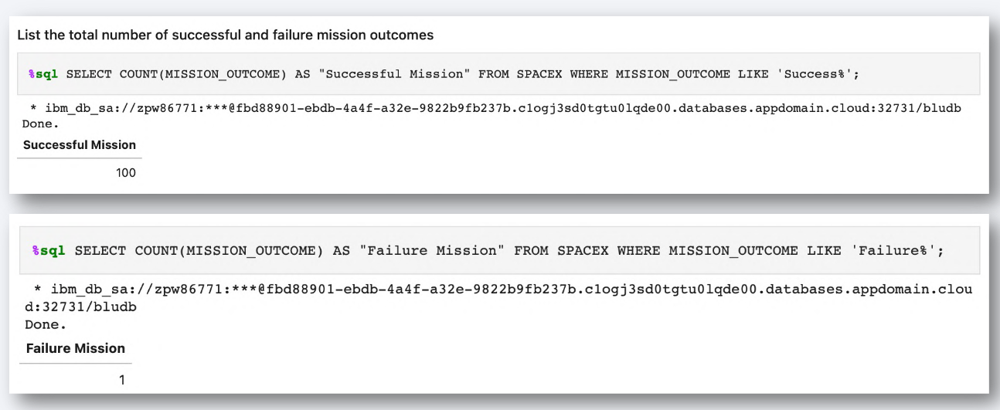 List the total number of successful and failure mission outcomes
%sql SELECT COUNT(MISSION_OUTCOME) AS "Successful Mission" FROM SPACEX WHERE MISSION_OUTCOME LIKE 'Success%';
* ibm_db_sa://zpw86771:***@fbd88901-ebdb-4a4f-a32e-9822b9fb237b.c1ogj3sd0tgtu0lqde00.databases.appdomain.cloud:32731/bludb
Done.
Successful Mission
100
%sql SELECT COUNT(MISSION_OUTCOME) AS "Failure Mission" FROM SPACEX WHERE MISSION_OUTCOME LIKE 'Failure%';
* ibm_db_sa://zpw86771:***@fbd88901-ebdb-4a4f-a32e-9822b9fb237b.c1ogj3sd0tgtu0lqde00.databases.appdomain.clou
d:32731/bludb
Done.
Failure Mission
1